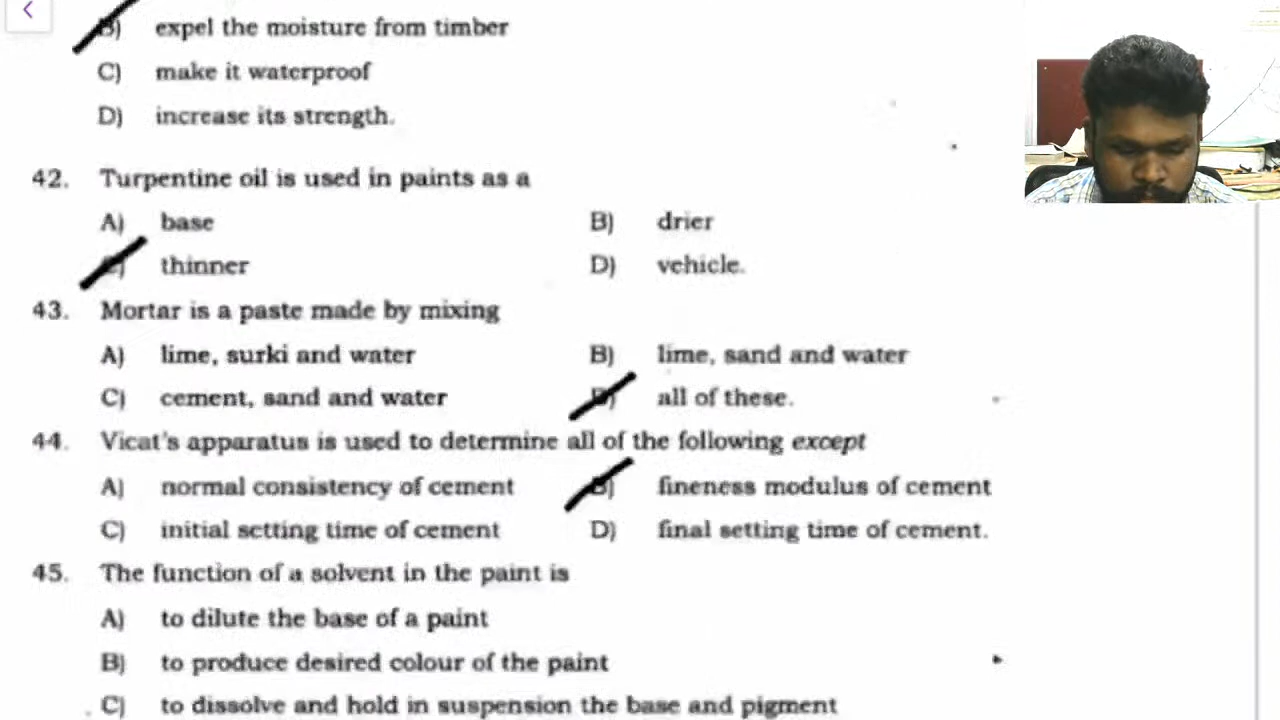 B) expel the moisture from timber
C) make it waterproof
D) increase its strength.
42. Turpentine oil is used in paints as a
A) base B) drier
C) thinner D) vehicle.
43. Mortar is a paste made by mixing
A) lime, surki and water B) lime, sand and water
C) cement, sand and water D) all of these.
44. Vicat's apparatus is used to determine all of the following except
A) normal consistency of cement B) fineness modulus of cement
C) initial setting time of cement D) final setting time of cement.
45. The function of a solvent in the paint is
A) to dilute the base of a paint
B) to produce desired colour of the paint
C) to dissolve and hold in suspension the base and pigment